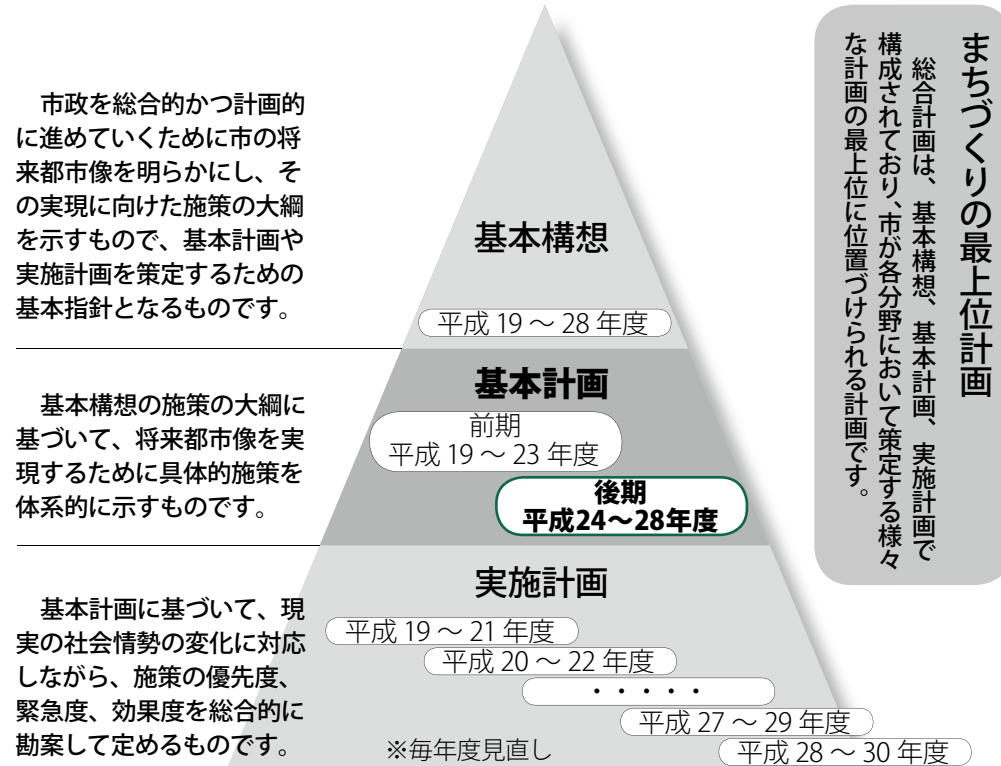 まちづくりの最上位計画
総合計画は、基本構想、基本計画、実施計画で
構成されており、市が各分野において策定する様々
な計画の最上位に位置づけられる計画です。
市政を総合的かつ計画的
に進めていくために市の将
来都市像を明らかにし、そ
の実現に向けた施策の大綱
を示すもので、基本計画や
実施計画を策定するための
基本指針となるものです。
基本構想
平成 19 ～ 28 年度
基本構想の施策の大綱に
基づいて、将来都市像を実
現するために具体的施策を
体系的に示すものです。
基本計画
前期
平成 19 ～ 23 年度
後期
平成24～28年度
基本計画に基づいて、現
実の社会情勢の変化に対応
しながら、施策の優先度、
緊急度、効果度を総合的に
勘案して定めるものです。
実施計画
平成 19 ～ 21 年度
平成 20 ～ 22 年度
・・・・・
平成 27 ～ 29 年度
平成 28 ～ 30 年度
※毎年度見直し